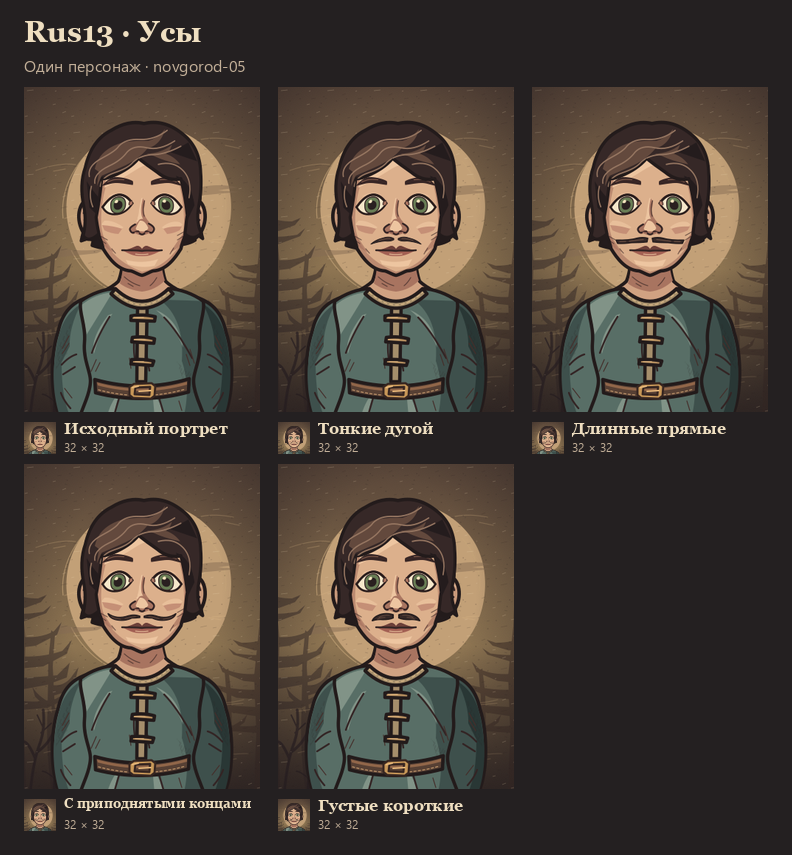 Rus13 · Усы
Один персонаж · novgorod-05
Исходный портрет
32 × 32
Тонкие дугой
32 × 32
Длинные прямые
32 × 32
С приподнятыми концами
32 × 32
Густые короткие
32 × 32